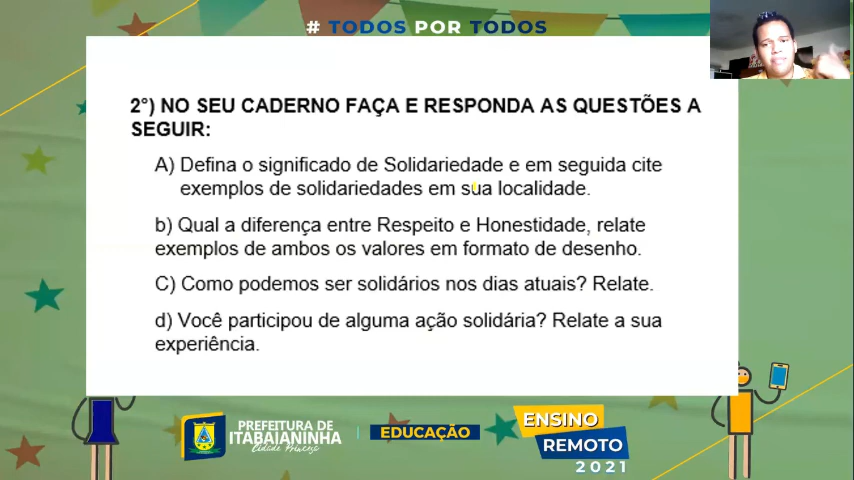 # TODOS POR TODOS
2°) NO SEU CADERNO FAÇA E RESPONDA AS QUESTÕES A
SEGUIR:
A) Defina o significado de Solidariedade e em seguida cite
exemplos de solidariedades em sua localidade.
b) Qual a diferença entre Respeito e Honestidade, relate
exemplos de ambos os valores em formato de desenho.
C) Como podemos ser solidários nos dias atuais? Relate.
d) Você participou de alguma ação solidária? Relate a sua
experiência.
PREFEITURA DE
ITABAIANINHA
Cidade Princesa
EDUCAÇÃO
ENSINO
REMOTO
2021